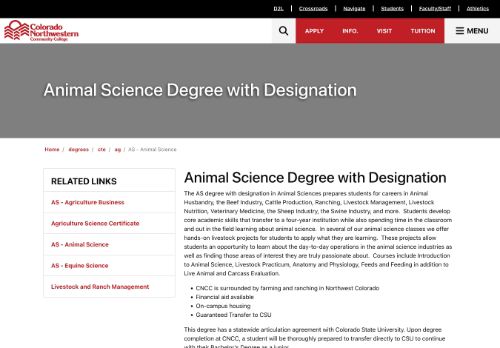 D2L | Crossroads | Navigate | Students | Faculty/Staff | Athletics
Colorado
Northwestern
Community College
APPLY INFO. VISIT TUITION MENU
Animal Science Degree with Designation
Home / degrees / cte / ag / AS - Animal Science
RELATED LINKS
AS - Agriculture Business
Agriculture Science Certificate
AS - Animal Science
AS - Equine Science
Livestock and Ranch Management
Animal Science Degree with Designation
The AS degree with designation in Animal Sciences prepares students for careers in Animal
Husbandry, the Beef Industry, Cattle Production, Ranching, Livestock Management, Livestock
Nutrition, Veterinary Medicine, the Sheep Industry, the Swine Industry, and more. Students develop
core academic skills that transfer to a four-year institution while also spending time in the classroom
and out in the field learning about animal science. In several of our animal science classes we offer
hands-on livestock projects for students to apply what they are learning. These projects allow
students an opportunity to learn about the day-to-day operations in the animal science industries as
well as finding those areas of interest they are truly passionate about. Courses include Introduction
to Animal Science, Livestock Practicum, Anatomy and Physiology, Feeds and Feeding in addition to
Live Animal and Carcass Evaluation.
• CNCC is surrounded by farming and ranching in Northwest Colorado
• Financial aid available
• On-campus housing
• Guaranteed Transfer to CSU
This degree has a statewide articulation agreement with Colorado State University. Upon degree
completion at CNCC, a student will be thoroughly prepared to transfer directly to CSU to continue
with their Bachelor's Degree as a junior.